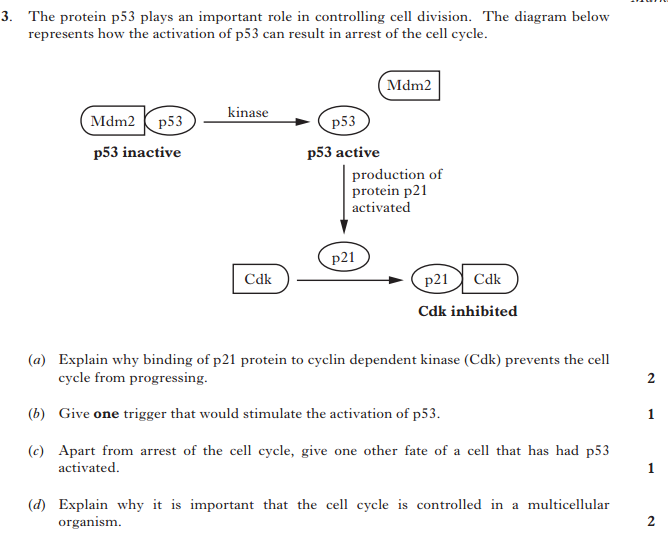 3. The protein p53 plays an important role in controlling cell division. The diagram below
represents how the activation of p53 can result in arrest of the cell cycle.
Mdm2
Mdm2 p53
kinase
p53
p53 inactive
p53 active
production of
protein p21
activated
p21
Cdk
p21 Cdk
Cdk inhibited
(a) Explain why binding of p21 protein to cyclin dependent kinase (Cdk) prevents the cell
cycle from progressing. 2
(b) Give one trigger that would stimulate the activation of p53. 1
(c) Apart from arrest of the cell cycle, give one other fate of a cell that has had p53
activated. 1
(d) Explain why it is important that the cell cycle is controlled in a multicellular
organism. 2